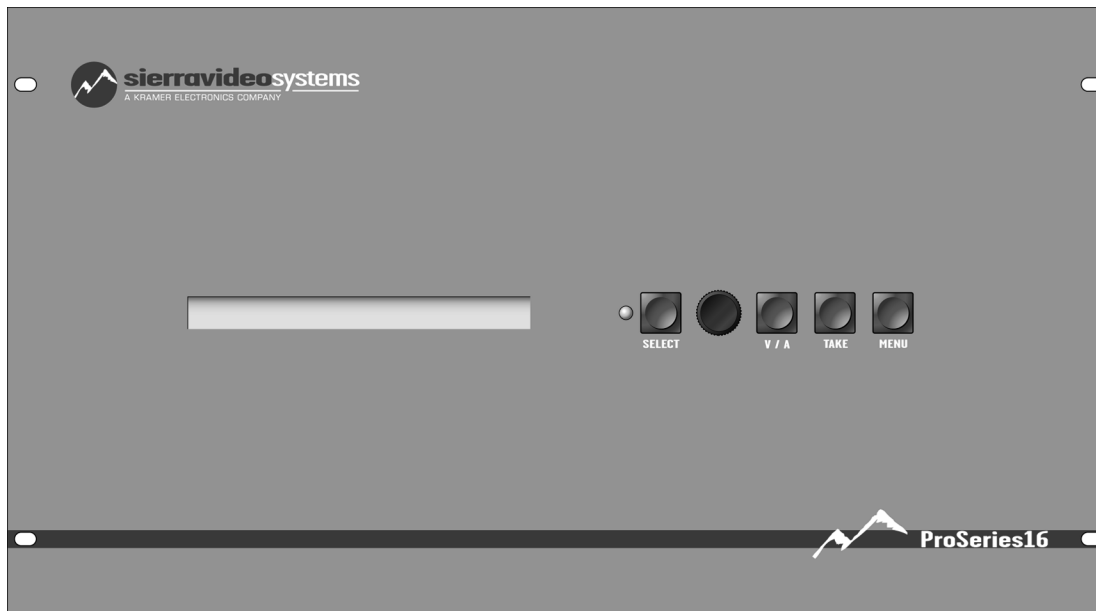 sierravideosystems
A KRAMER ELECTRONICS COMPANY
SELECT V / A TAKE MENU
ProSeries16